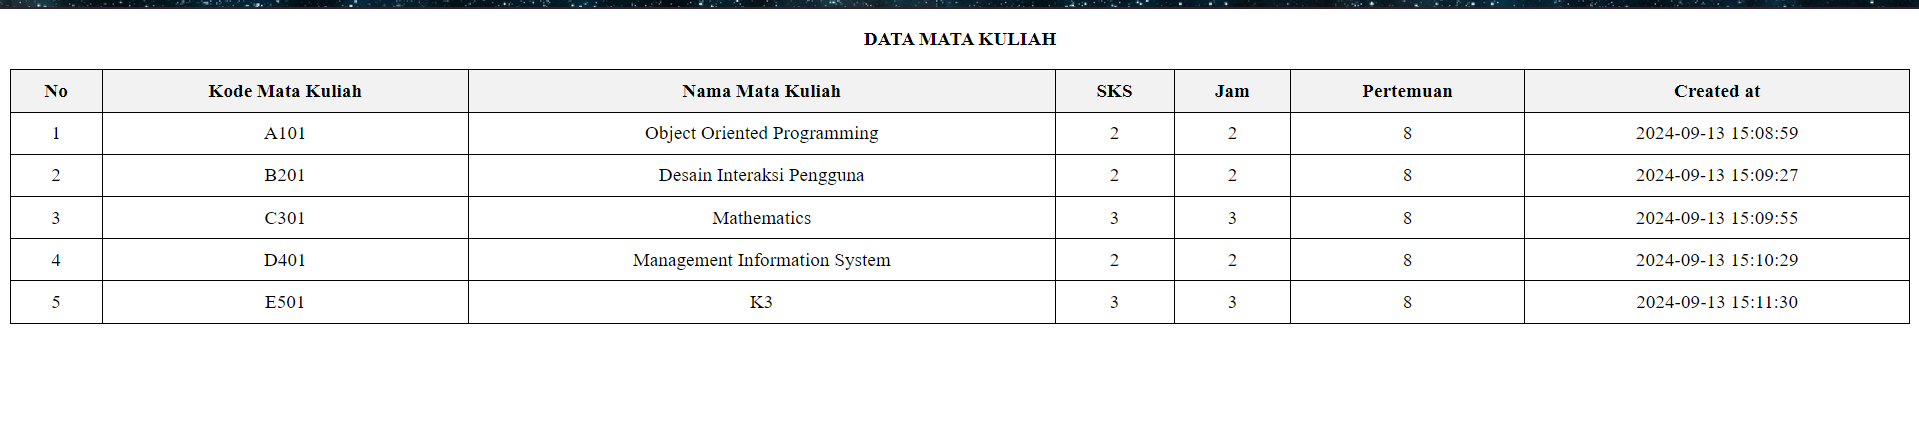 DATA MATA KULIAH
No Kode Mata Kuliah Nama Mata Kuliah SKS Jam Pertemuan Created at
1 A101 Object Oriented Programming 2 2 8 2024-09-13 15:08:59
2 B201 Desain Interaksi Pengguna 2 2 8 2024-09-13 15:09:27
3 C301 Mathematics 3 3 8 2024-09-13 15:09:55
4 D401 Management Information System 2 2 8 2024-09-13 15:10:29
5 E501 K3 3 3 8 2024-09-13 15:11:30